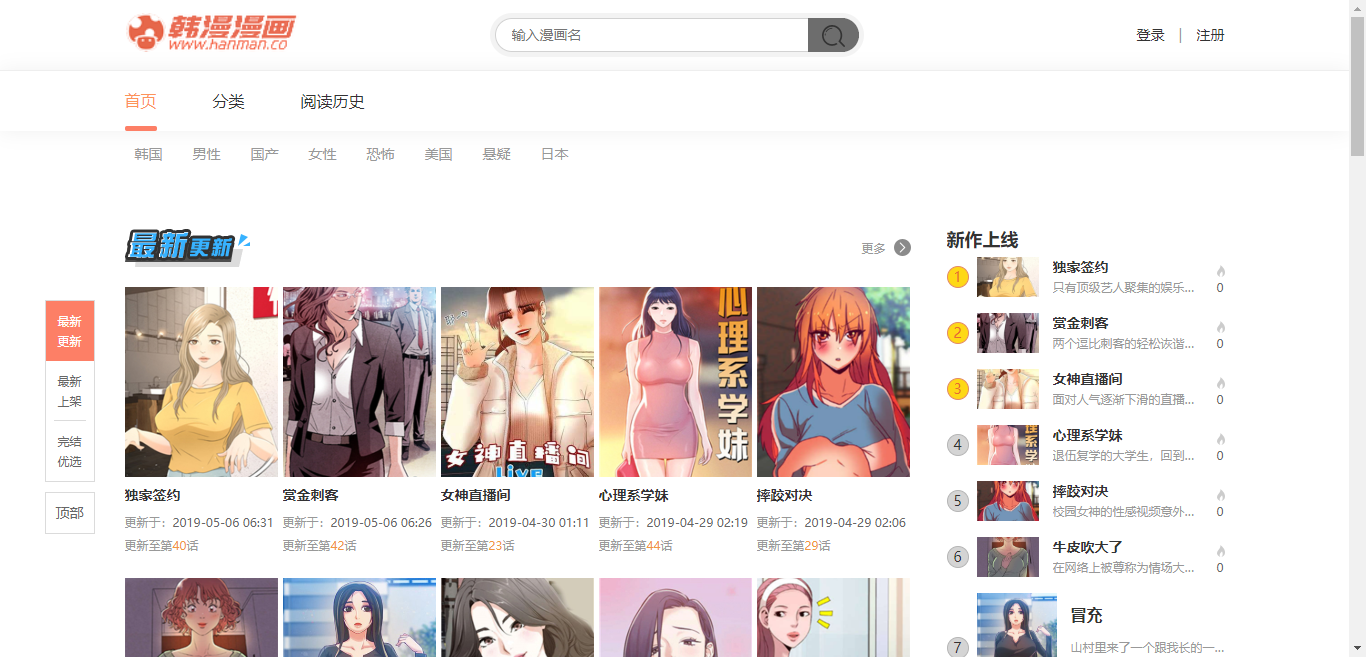 韩漫漫画
www.hanman.co
输入漫画名
登录 | 注册
首页 分类 阅读历史
韩国 男性 国产 女性 恐怖 美国 悬疑 日本
最新更新
更多
最新
更新
最新
上架
完结
优选
顶部
女神直播间
Live
心理系学妹
独家签约
更新于：2019-05-06 06:31
更新至第40话
赏金刺客
更新于：2019-05-06 06:26
更新至第42话
女神直播间
更新于：2019-04-30 01:11
更新至第23话
心理系学妹
更新于：2019-04-29 02:19
更新至第44话
摔跤对决
更新于：2019-04-29 02:06
更新至第29话
新作上线
1 独家签约
只有顶级艺人聚集的娱乐... 0
2 赏金刺客
两个逗比刺客的轻松诙谐... 0
3 女神直播间
面对人气逐渐下滑的直播... 0
4 心理系学妹
退伍复学的大学生，回到... 0
5 摔跤对决
校园女神的性感视频意外... 0
6 牛皮吹大了
在网络上被尊称为情场大... 0
7 冒充
山村里来了一个跟我长的一...